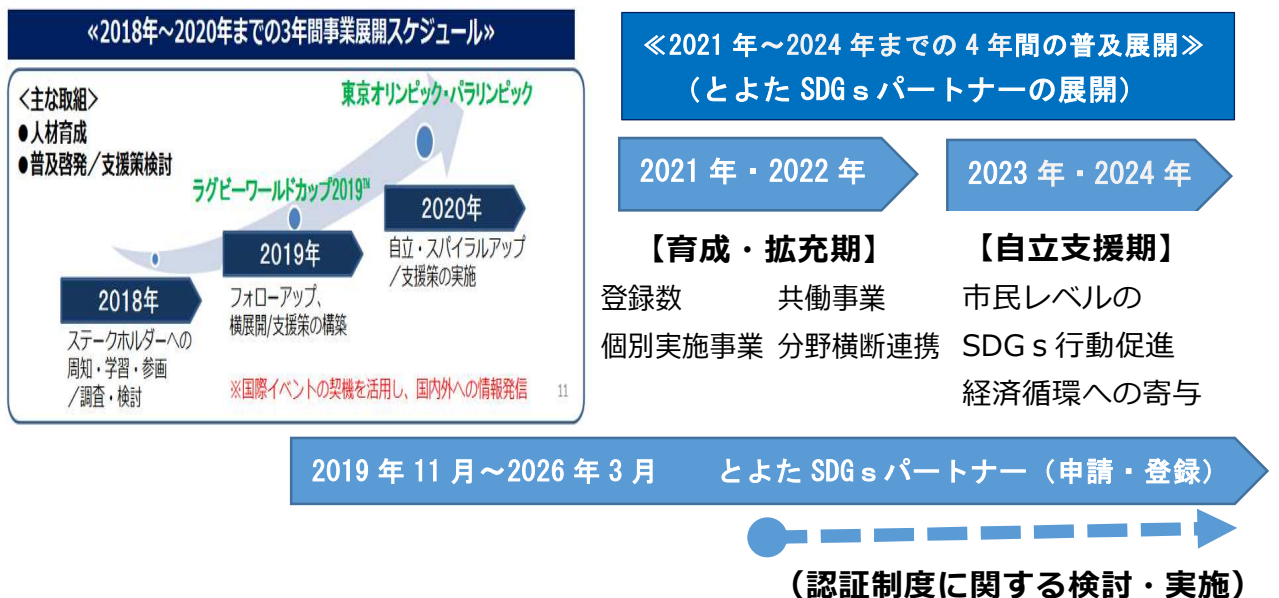 ≪2018年～2020年までの3年間事業展開スケジュール≫
＜主な取組＞
●人材育成
●普及啓発/支援策検討
東京オリンピック・パラリンピック
ラグビーワールドカップ2019™
2020年
自立・スパイラルアップ
／支援策の実施
2019年
フォローアップ、
横展開/支援策の構築
2018年
ステークホルダーへの
周知・学習・参画
／調査・検討
※国際イベントの契機を活用し、国内外への情報発信
11
≪2021 年～2024 年までの 4 年間の普及展開≫
（とよた SDGｓパートナーの展開）
2021 年・2022 年
2023 年・2024 年
【育成・拡充期】
【自立支援期】
登録数 共働事業
個別実施事業 分野横断連携
市民レベルの
SDGｓ行動促進
経済循環への寄与
2019 年 11 月～2026 年 3 月 とよた SDGｓパートナー（申請・登録）
（認証制度に関する検討・実施）